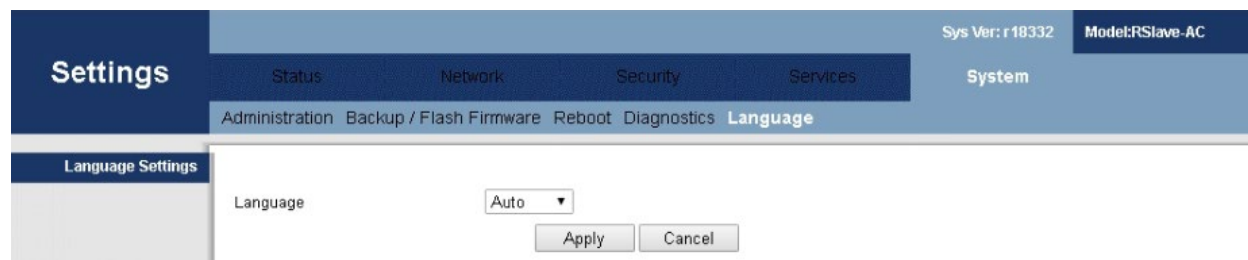 Sys Ver: r18332 Model:RSlave-AC
Settings Status Network Security Services System
Administration Backup / Flash Firmware Reboot Diagnostics Language
Language Settings
Language Auto
Apply Cancel